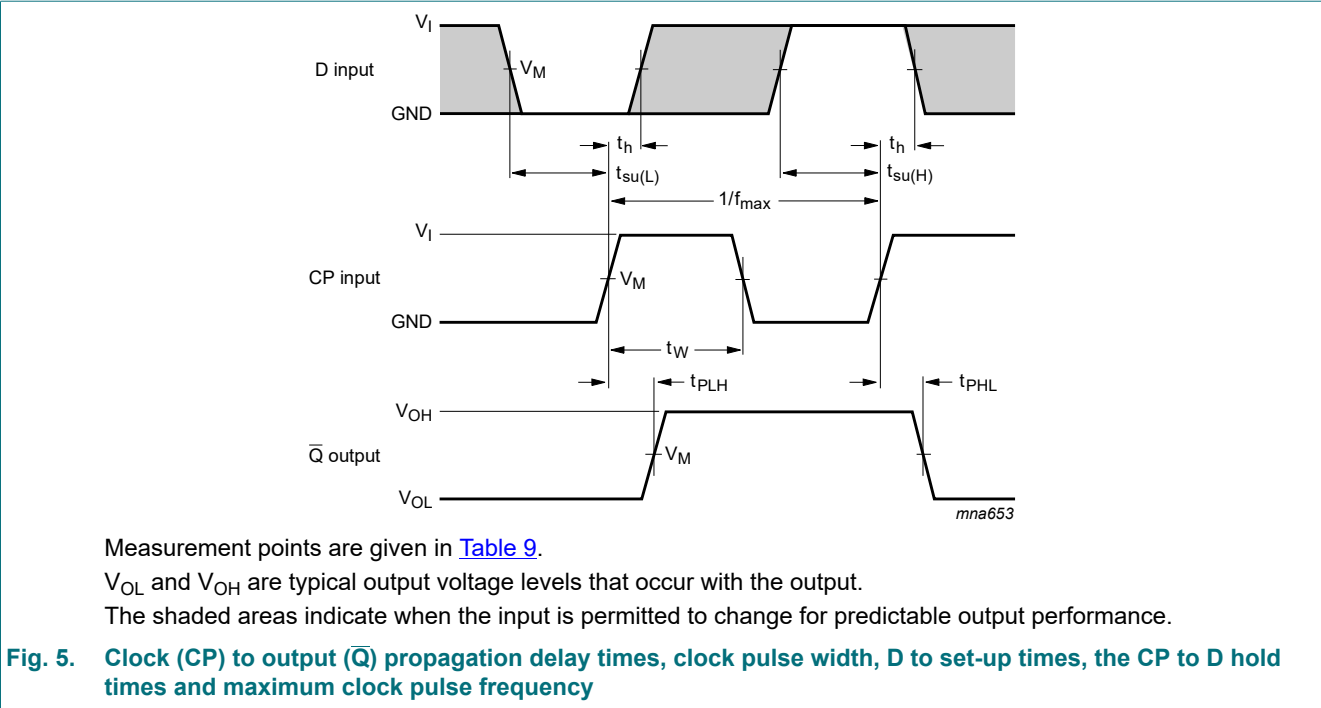 V_I
D input
V_M
GND
t_h
t_h
t_su(L)
t_su(H)
1/f_max
V_I
CP input
V_M
GND
t_W
t_PLH
t_PHL
V_OH
Q̅ output
V_M
V_OL
mna653
Measurement points are given in Table 9.
V_OL and V_OH are typical output voltage levels that occur with the output.
The shaded areas indicate when the input is permitted to change for predictable output performance.
Fig. 5. Clock (CP) to output (Q̅) propagation delay times, clock pulse width, D to set-up times, the CP to D hold
times and maximum clock pulse frequency